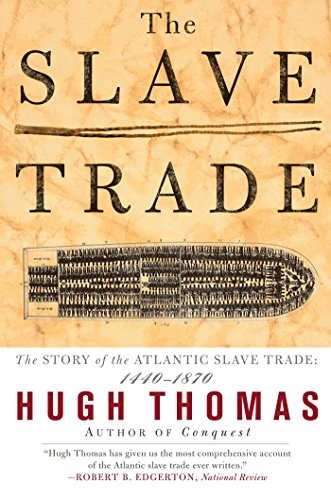 The
SLAVE
TRADE
The STORY of the ATLANTIC SLAVE TRADE:
1440–1870
HUGH THOMAS
AUTHOR OF Conquest
“Hugh Thomas has given us the most comprehensive account
of the Atlantic slave trade ever written.”
—ROBERT B. EDGERTON, National Review